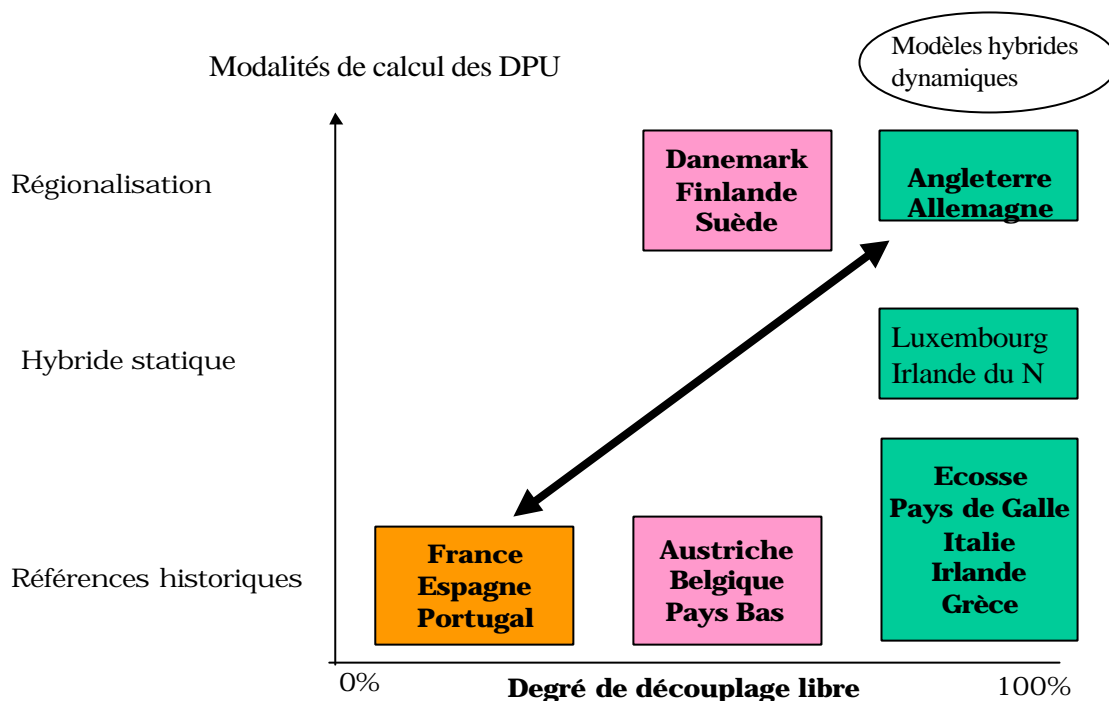 Modèles hybrides
dynamiques
Modalités de calcul des DPU
Régionalisation
Danemark
Finlande
Suède
Angleterre
Allemagne
Hybride statique
Luxembourg
Irlande du N
Références historiques
France
Espagne
Portugal
Austriche
Belgique
Pays Bas
Ecosse
Pays de Galle
Italie
Irlande
Grèce
0%
Degré de découplage libre
100%